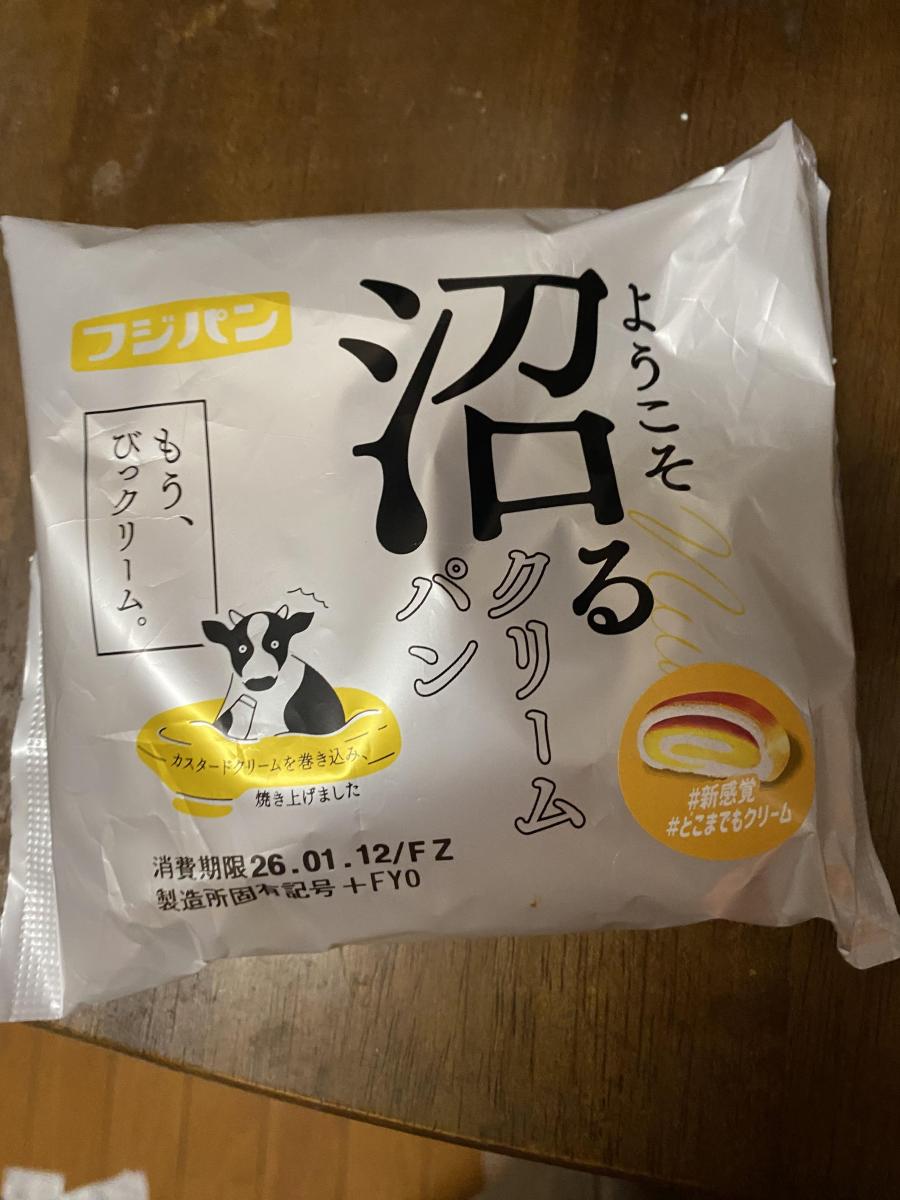 フジパン
ようこそ
沼る
クリーム
パン
もう、
びっクリーム。
カスタードクリームを巻き込み、
焼き上げました
#新感覚
#どこまでもクリーム
消費期限26.01.12/FZ
製造所固有記号+FY0